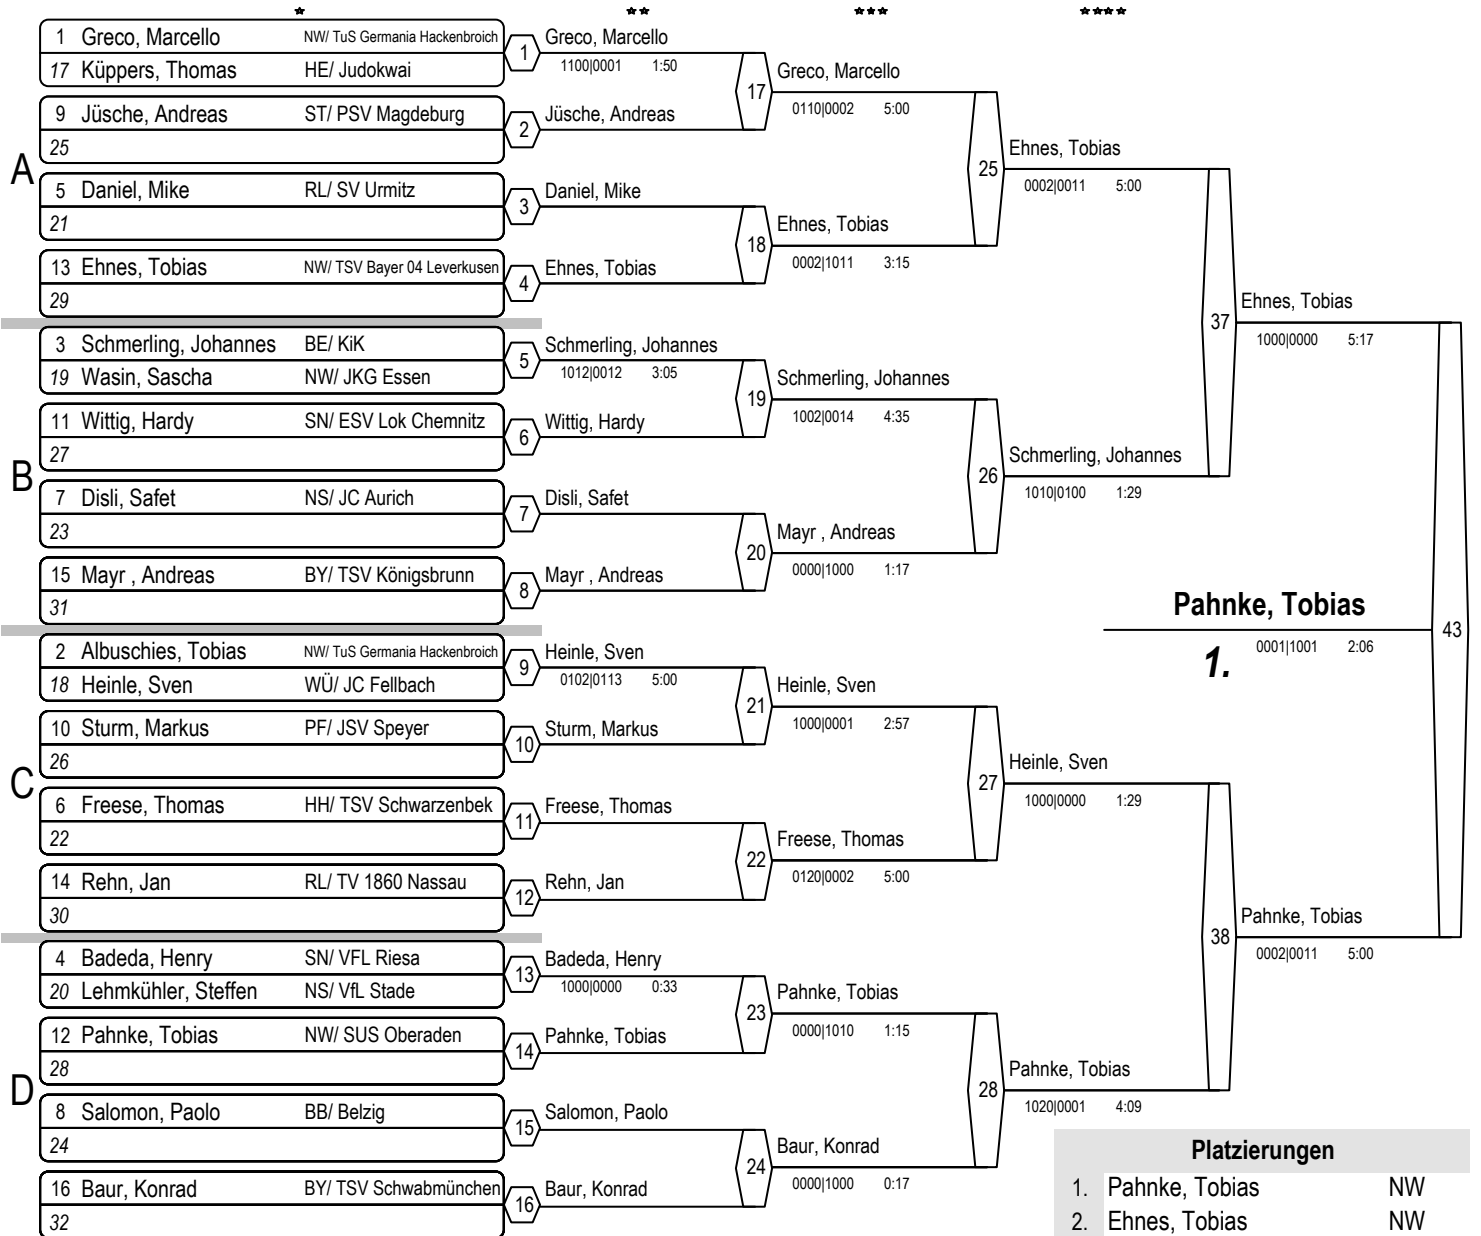 * ** *** ****
1 Greco, Marcello NW/ TuS Germania Hackenbroich
17 Küppers, Thomas HE/ Judokwai
9 Jüsche, Andreas ST/ PSV Magdeburg
25
A
5 Daniel, Mike RL/ SV Urmitz
21
13 Ehnes, Tobias NW/ TSV Bayer 04 Leverkusen
29
3 Schmerling, Johannes BE/ KiK
19 Wasin, Sascha NW/ JKG Essen
11 Wittig, Hardy SN/ ESV Lok Chemnitz
27
B
7 Disli, Safet NS/ JC Aurich
23
15 Mayr , Andreas BY/ TSV Königsbrunn
31
2 Albuschies, Tobias NW/ TuS Germania Hackenbroich
18 Heinle, Sven WÜ/ JC Fellbach
10 Sturm, Markus PF/ JSV Speyer
26
C
6 Freese, Thomas HH/ TSV Schwarzenbek
22
14 Rehn, Jan RL/ TV 1860 Nassau
30
4 Badeda, Henry SN/ VFL Riesa
20 Lehmkühler, Steffen NS/ VfL Stade
12 Pahnke, Tobias NW/ SUS Oberaden
28
D
8 Salomon, Paolo BB/ Belzig
24
16 Baur, Konrad BY/ TSV Schwabmünchen
32
1 Greco, Marcello
1100|0001 1:50
2 Jüsche, Andreas
3 Daniel, Mike
4 Ehnes, Tobias
5 Schmerling, Johannes
1012|0012 3:05
6 Wittig, Hardy
7 Disli, Safet
8 Mayr , Andreas
9 Heinle, Sven
0102|0113 5:00
10 Sturm, Markus
11 Freese, Thomas
12 Rehn, Jan
13 Badeda, Henry
1000|0000 0:33
14 Pahnke, Tobias
15 Salomon, Paolo
16 Baur, Konrad
17 Greco, Marcello
0110|0002 5:00
18 Ehnes, Tobias
0002|1011 3:15
19 Schmerling, Johannes
1002|0014 4:35
20 Mayr , Andreas
0000|1000 1:17
21 Heinle, Sven
1000|0001 2:57
22 Freese, Thomas
0120|0002 5:00
23 Pahnke, Tobias
0000|1010 1:15
24 Baur, Konrad
0000|1000 0:17
25 Ehnes, Tobias
0002|0011 5:00
26 Schmerling, Johannes
1010|0100 1:29
27 Heinle, Sven
1000|0000 1:29
28 Pahnke, Tobias
1020|0001 4:09
37 Ehnes, Tobias
1000|0000 5:17
38 Pahnke, Tobias
0002|0011 5:00
43
Pahnke, Tobias
1. 0001|1001 2:06
Platzierungen
1. Pahnke, Tobias NW
2. Ehnes, Tobias NW